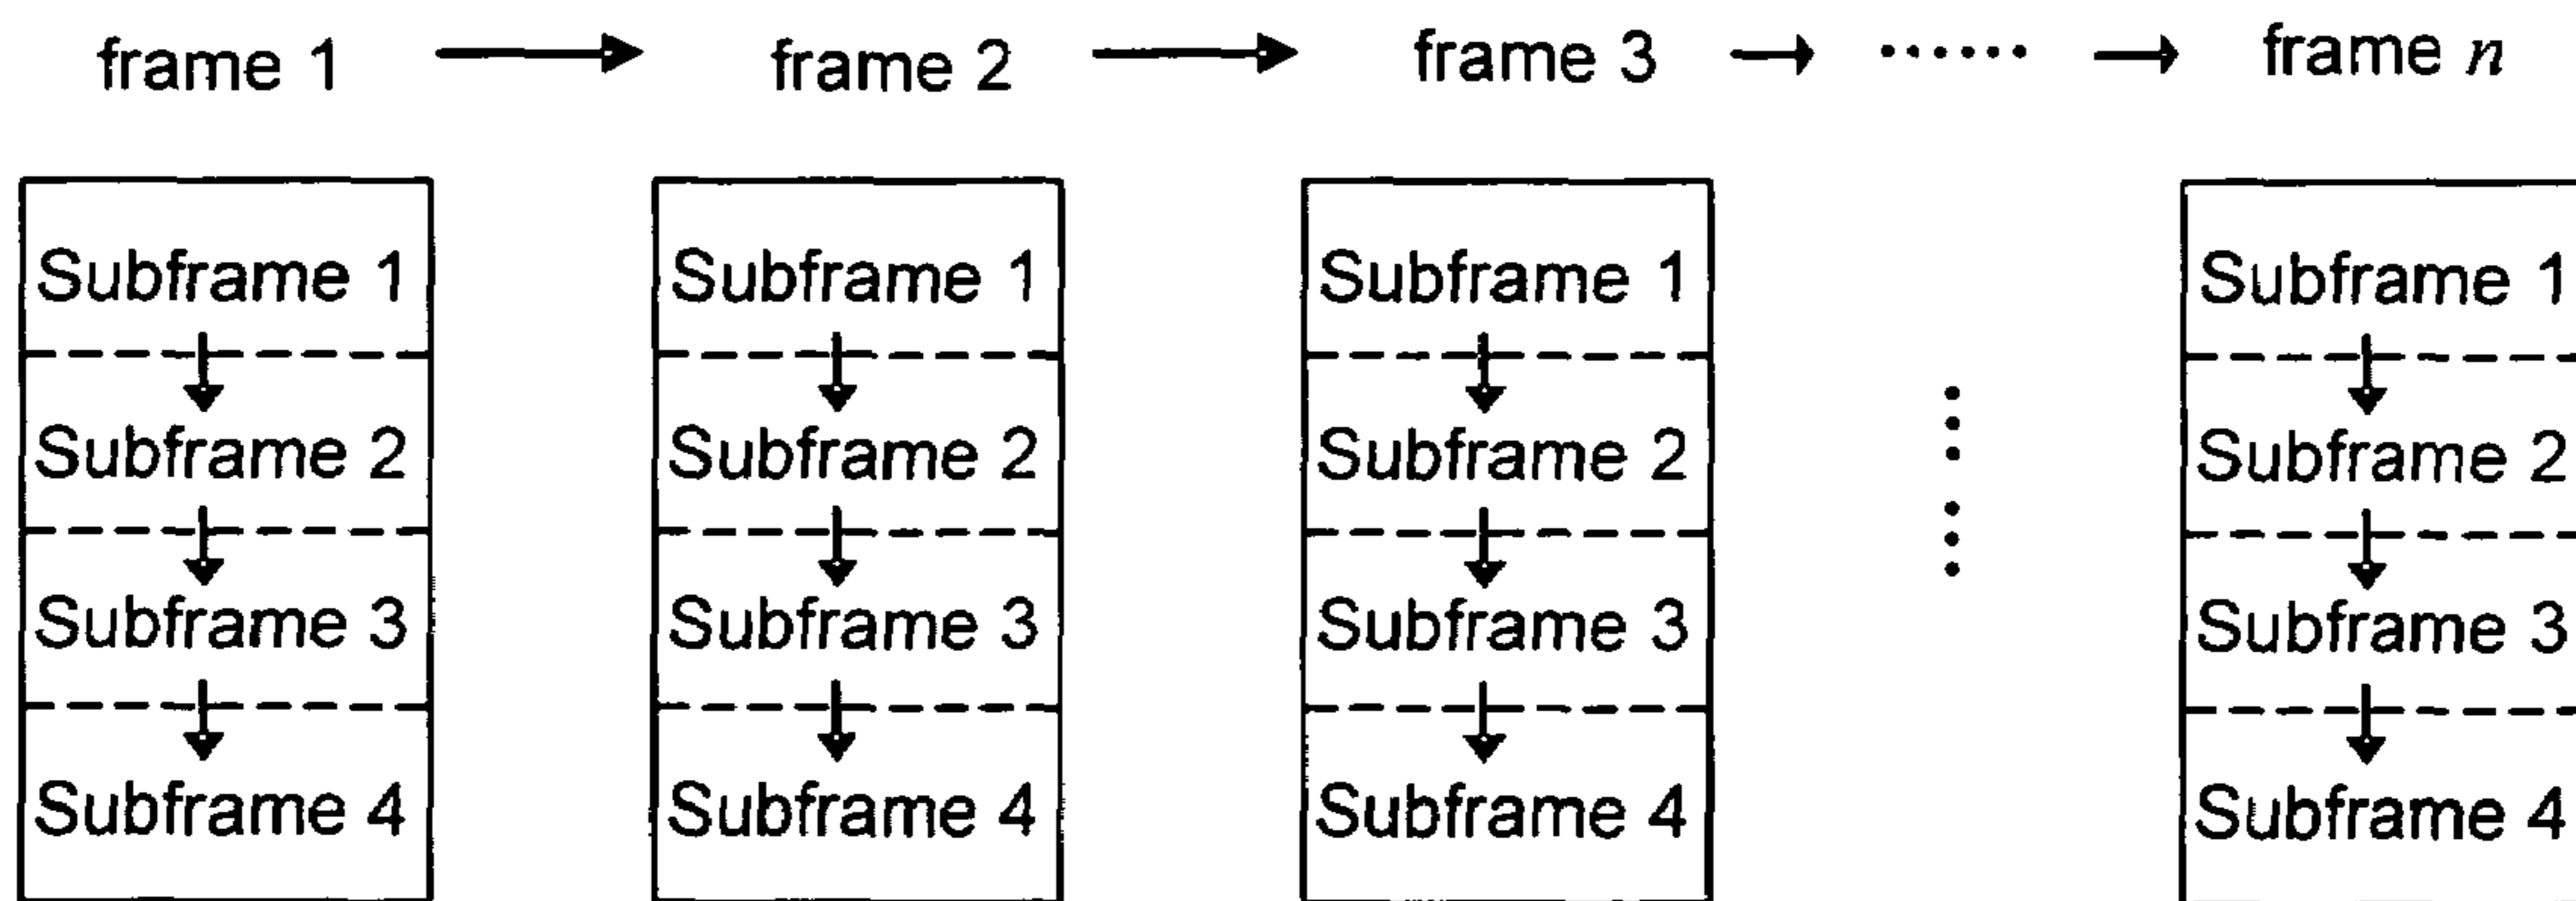 frame 1 → frame 2 → frame 3 → ······ → frame n
Subframe 1 Subframe 1 Subframe 1 Subframe 1
Subframe 2 Subframe 2 Subframe 2 Subframe 2
Subframe 3 Subframe 3 Subframe 3 Subframe 3
Subframe 4 Subframe 4 Subframe 4 Subframe 4